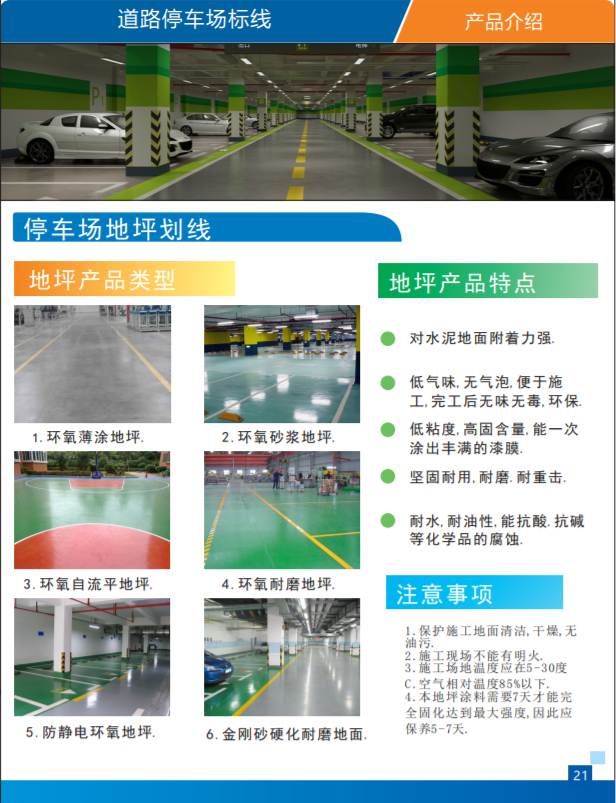 道路停车场标线
产品介绍
停车场地坪划线
地坪产品类型
1.环氧薄涂地坪.
2.环氧砂浆地坪.
3.环氧自流平地坪.
4.环氧耐磨地坪.
5.防静电环氧地坪.
6.金刚砂硬化耐磨地面.
地坪产品特点
对水泥地面附着力强.
低气味,无气泡,便于施
工,完工后无味无毒,环保.
低粘度,高固含量,能一次
涂出丰满的漆膜.
坚固耐用,耐磨.耐重击.
耐水,耐油性,能抗酸.抗碱
等化学品的腐蚀.
注意事项
1.保护施工地面清洁,干燥,无
油污.
2.施工现场不能有明火.
3.施工场地温度应在5-30度
C.空气相对温度85%以下.
4.本地坪涂料需要7天才能完
全固化达到最大强度,因此应
保养5-7天.
21